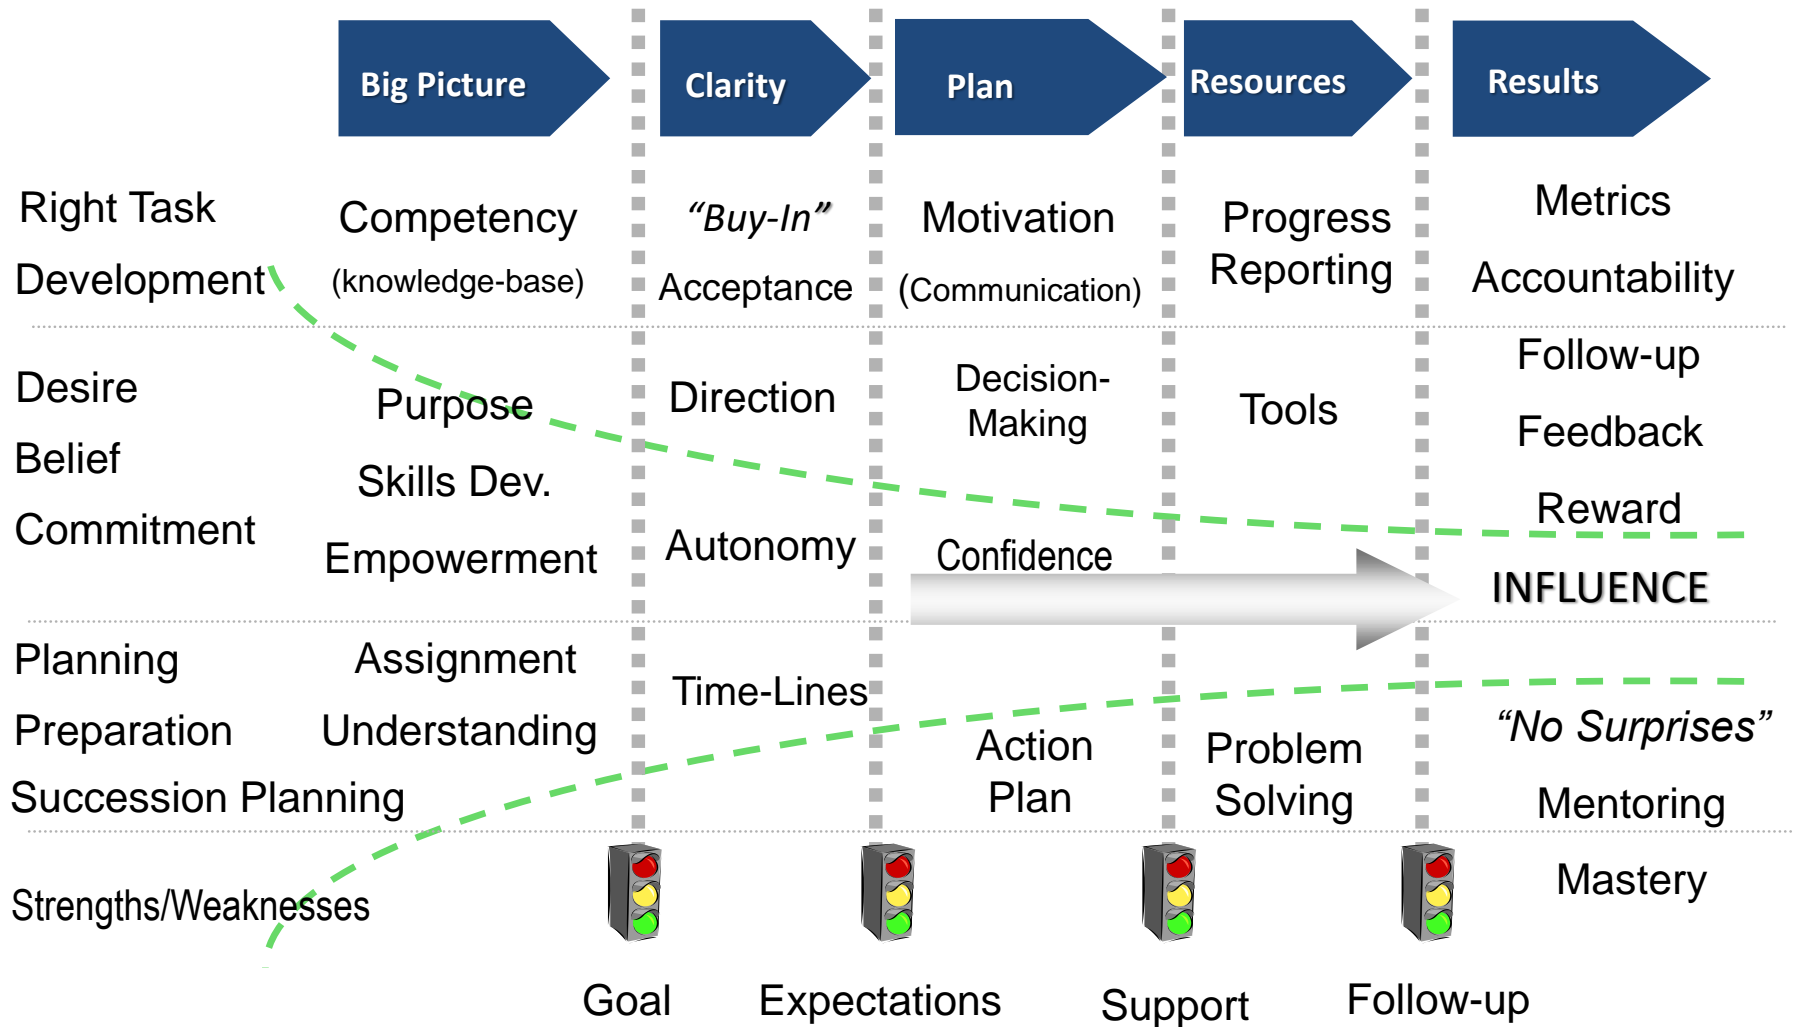 Big Picture
Clarity
Plan
Resources
Results
Right Task
Development
Competency
(knowledge-base)
“Buy-In”
Acceptance
Motivation
(Communication)
Progress
Reporting
Metrics
Accountability
Desire
Belief
Commitment
Purpose
Skills Dev.
Empowerment
Direction
Autonomy
Decision-
Making
Confidence
Tools
Follow-up
Feedback
Reward
INFLUENCE
Planning
Preparation
Succession Planning
Assignment
Understanding
Time-Lines
Action
Plan
Problem
Solving
“No Surprises”
Mentoring
Strengths/Weaknesses
Mastery
Goal
Expectations
Support
Follow-up